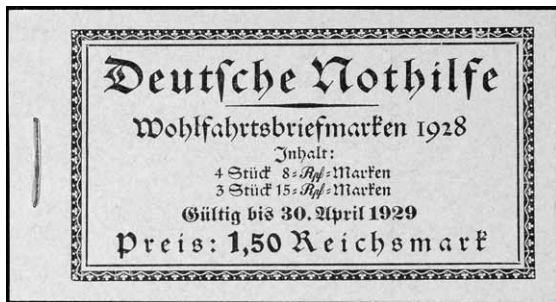 Deutſche Nothilfe
Wohlfahrtsbriefmarken 1928
Inhalt:
4 Stück 8=Rpf=Marken
3 Stück 15=Rpf=Marken
Gültig bis 30. April 1929
Preis: 1,50 Reichsmark